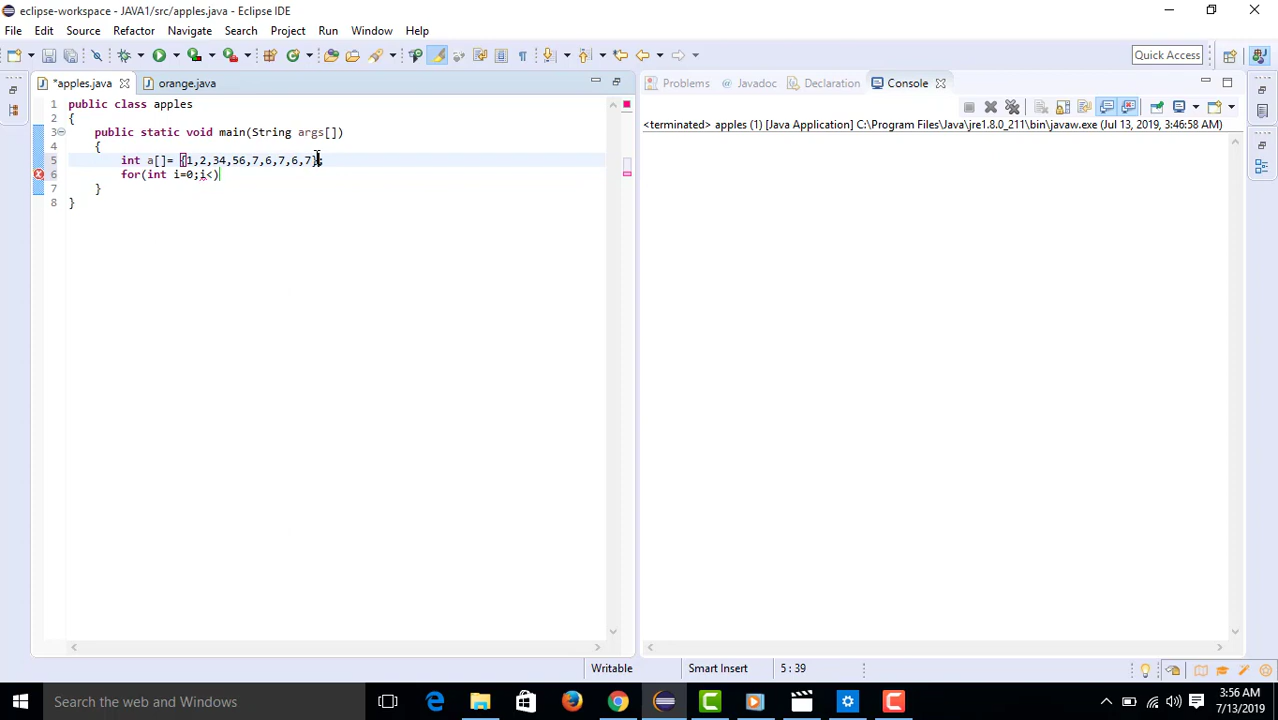 eclipse-workspace - JAVA1/src/apples.java - Eclipse IDE
File Edit Source Refactor Navigate Search Project Run Window Help
Quick Access
*apples.java orange.java Problems @ Javadoc Declaration Console
1 public class apples
2 {
3 public static void main(String args[])
4 {
5 int a[]= {1,2,34,56,7,6,7,6,7};
6 for(int i=0;i<)
7 }
8 }
<terminated> apples (1) [Java Application] C:\Program Files\Java\jre1.8.0_211\bin\javaw.exe (Jul 13, 2019, 3:46:58 AM)
Writable Smart Insert 5 : 39
Search the web and Windows
3:56 AM
7/13/2019